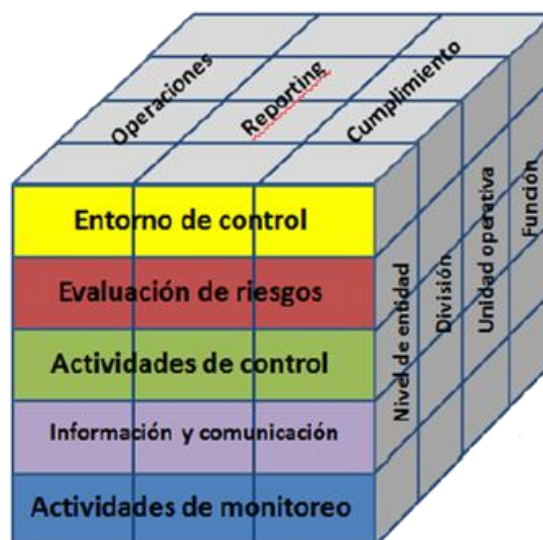 Operaciones
Reporting
Cumplimiento
Entorno de control
Evaluación de riesgos
Actividades de control
Información y comunicación
Actividades de monitoreo
Nivel de entidad
División
Unidad operativa
Función